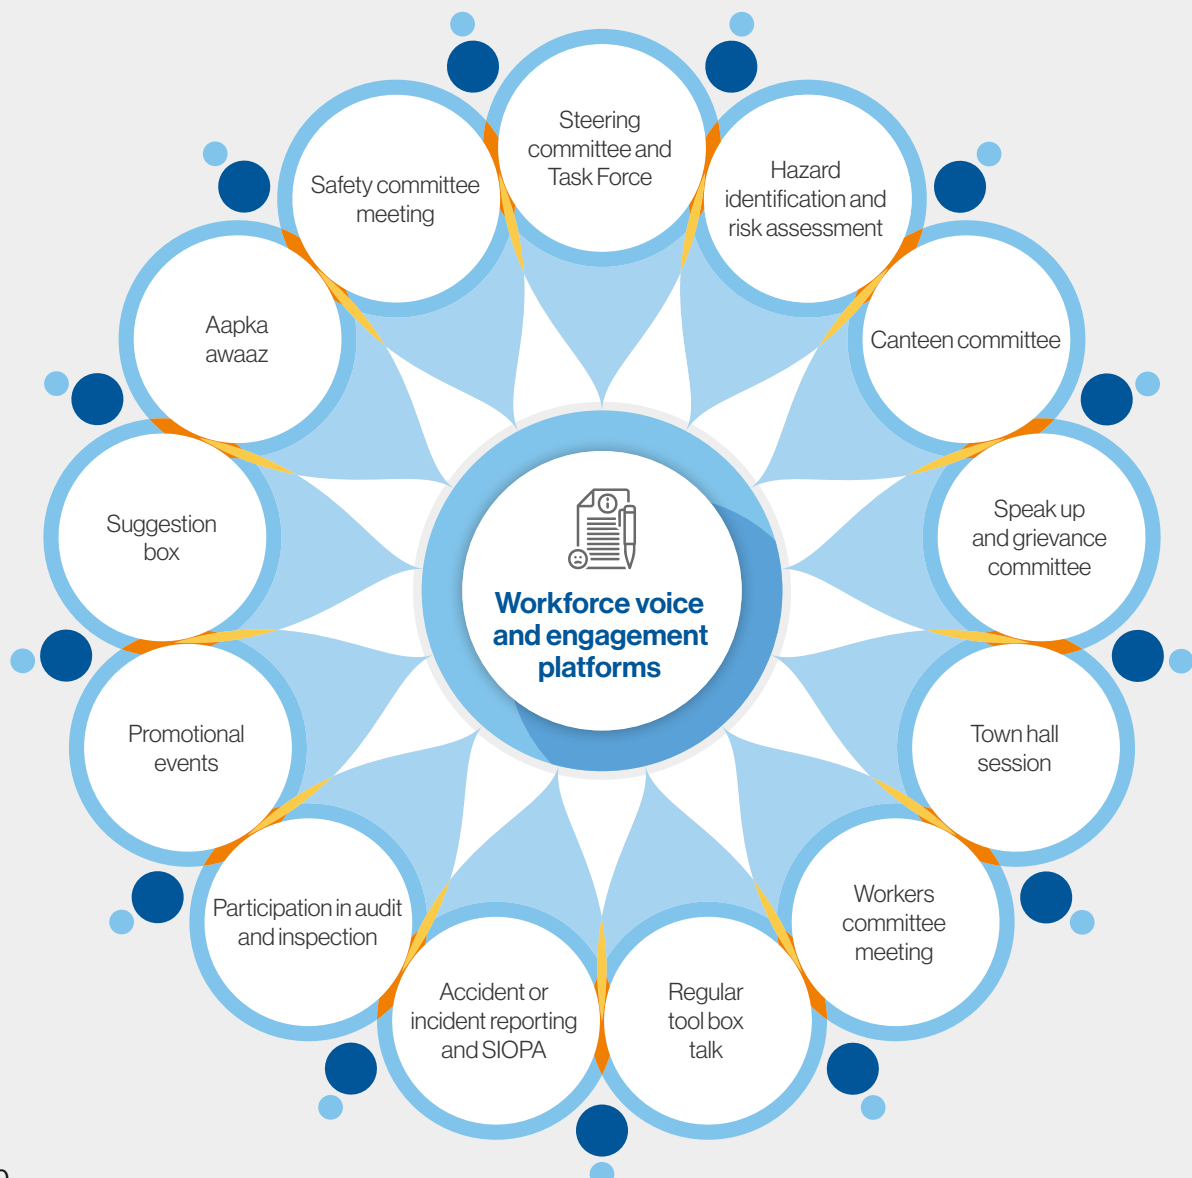 Steering
committee and
Task Force
Hazard
identification and
risk assessment
Canteen committee
Speak up
and grievance
committee
Town hall
session
Workers
committee
meeting
Regular
tool box
talk
Accident or
incident reporting
and SIOPA
Participation in audit
and inspection
Promotional
events
Suggestion
box
Aapka
awaaz
Safety committee
meeting
Workforce voice
and engagement
platforms